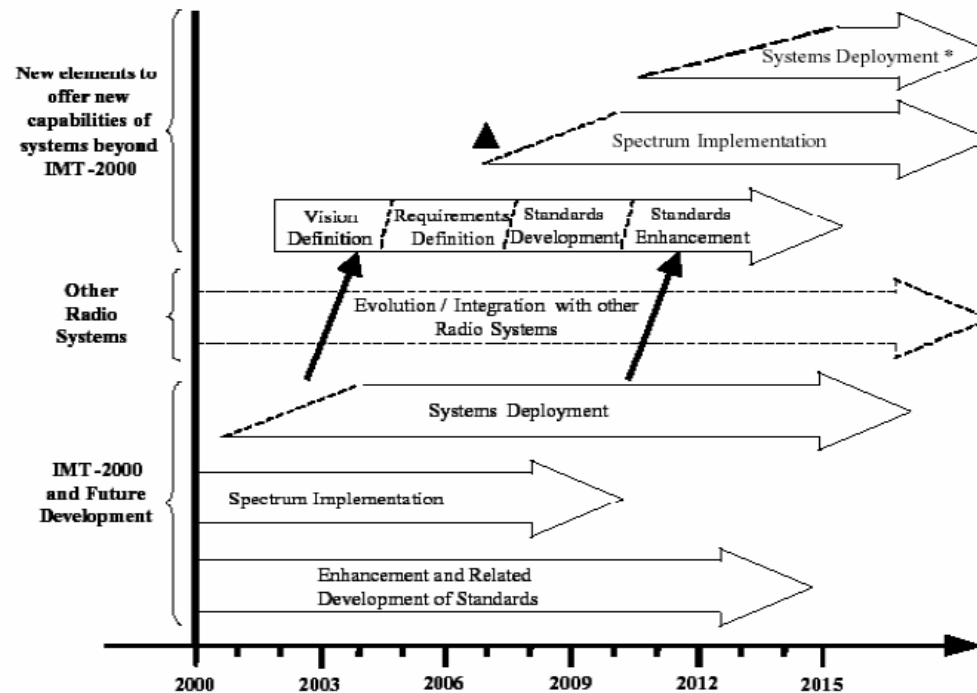 New elements to
offer new
capabilities of
systems beyond
IMT-2000
Systems Deployment *
Spectrum Implementation
Vision
Definition
Requirements
Definition
Standards
Development
Standards
Enhancement
Other
Radio
Systems
Evolution / Integration with other
Radio Systems
IMT-2000
and Future
Development
Systems Deployment
Spectrum Implementation
Enhancement and Related
Development of Standards
2000 2003 2006 2009 2012 2015